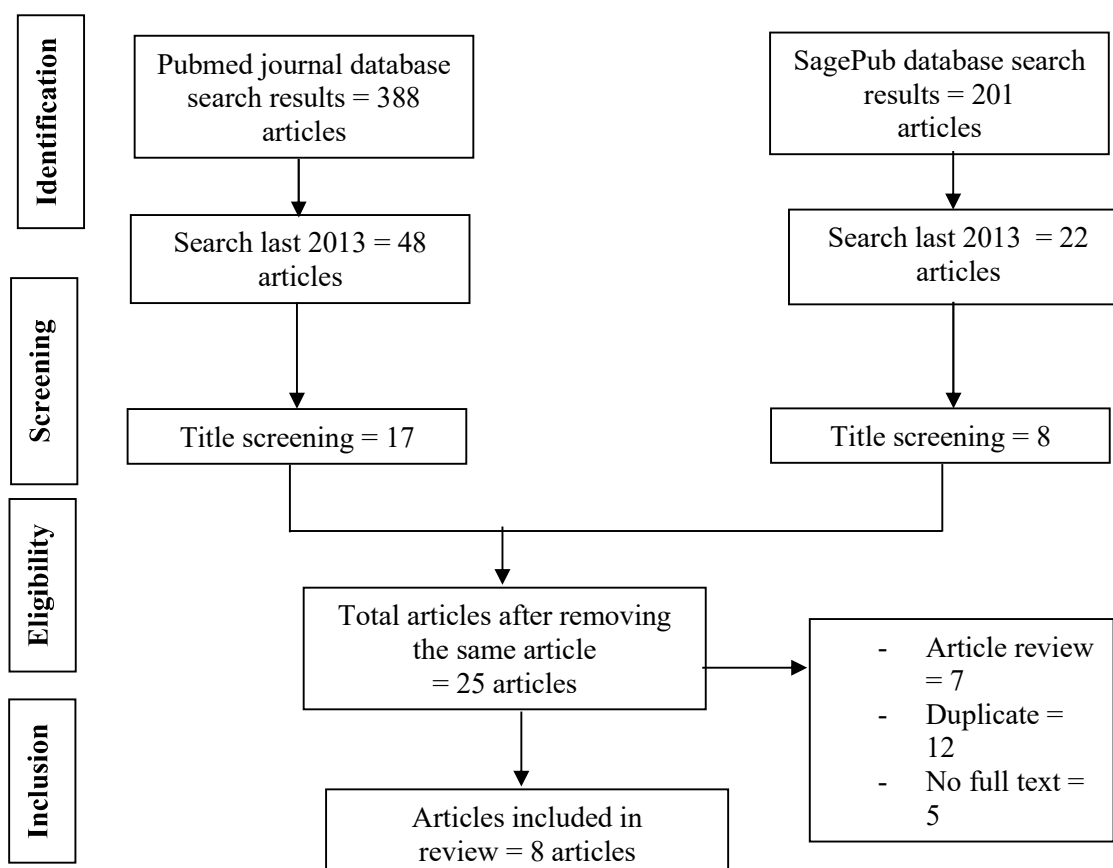 Identification
Pubmed journal database
search results = 388
articles
SagePub database search
results = 201
articles
Search last 2013 = 48
articles
Search last 2013  = 22
articles
Screening
Title screening = 17
Title screening = 8
Eligibility
Total articles after removing
the same article
= 25 articles
- Article review
= 7
- Duplicate =
12
- No full text =
5
Inclusion
Articles included in
review = 8 articles